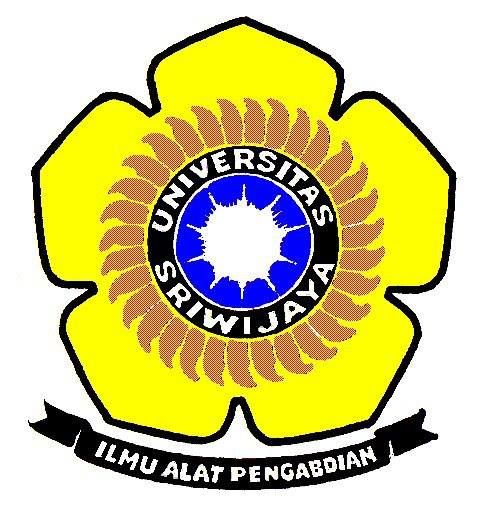 UNIVERSITAS
SRIWIJAYA
ILMU ALAT PENGABDIAN